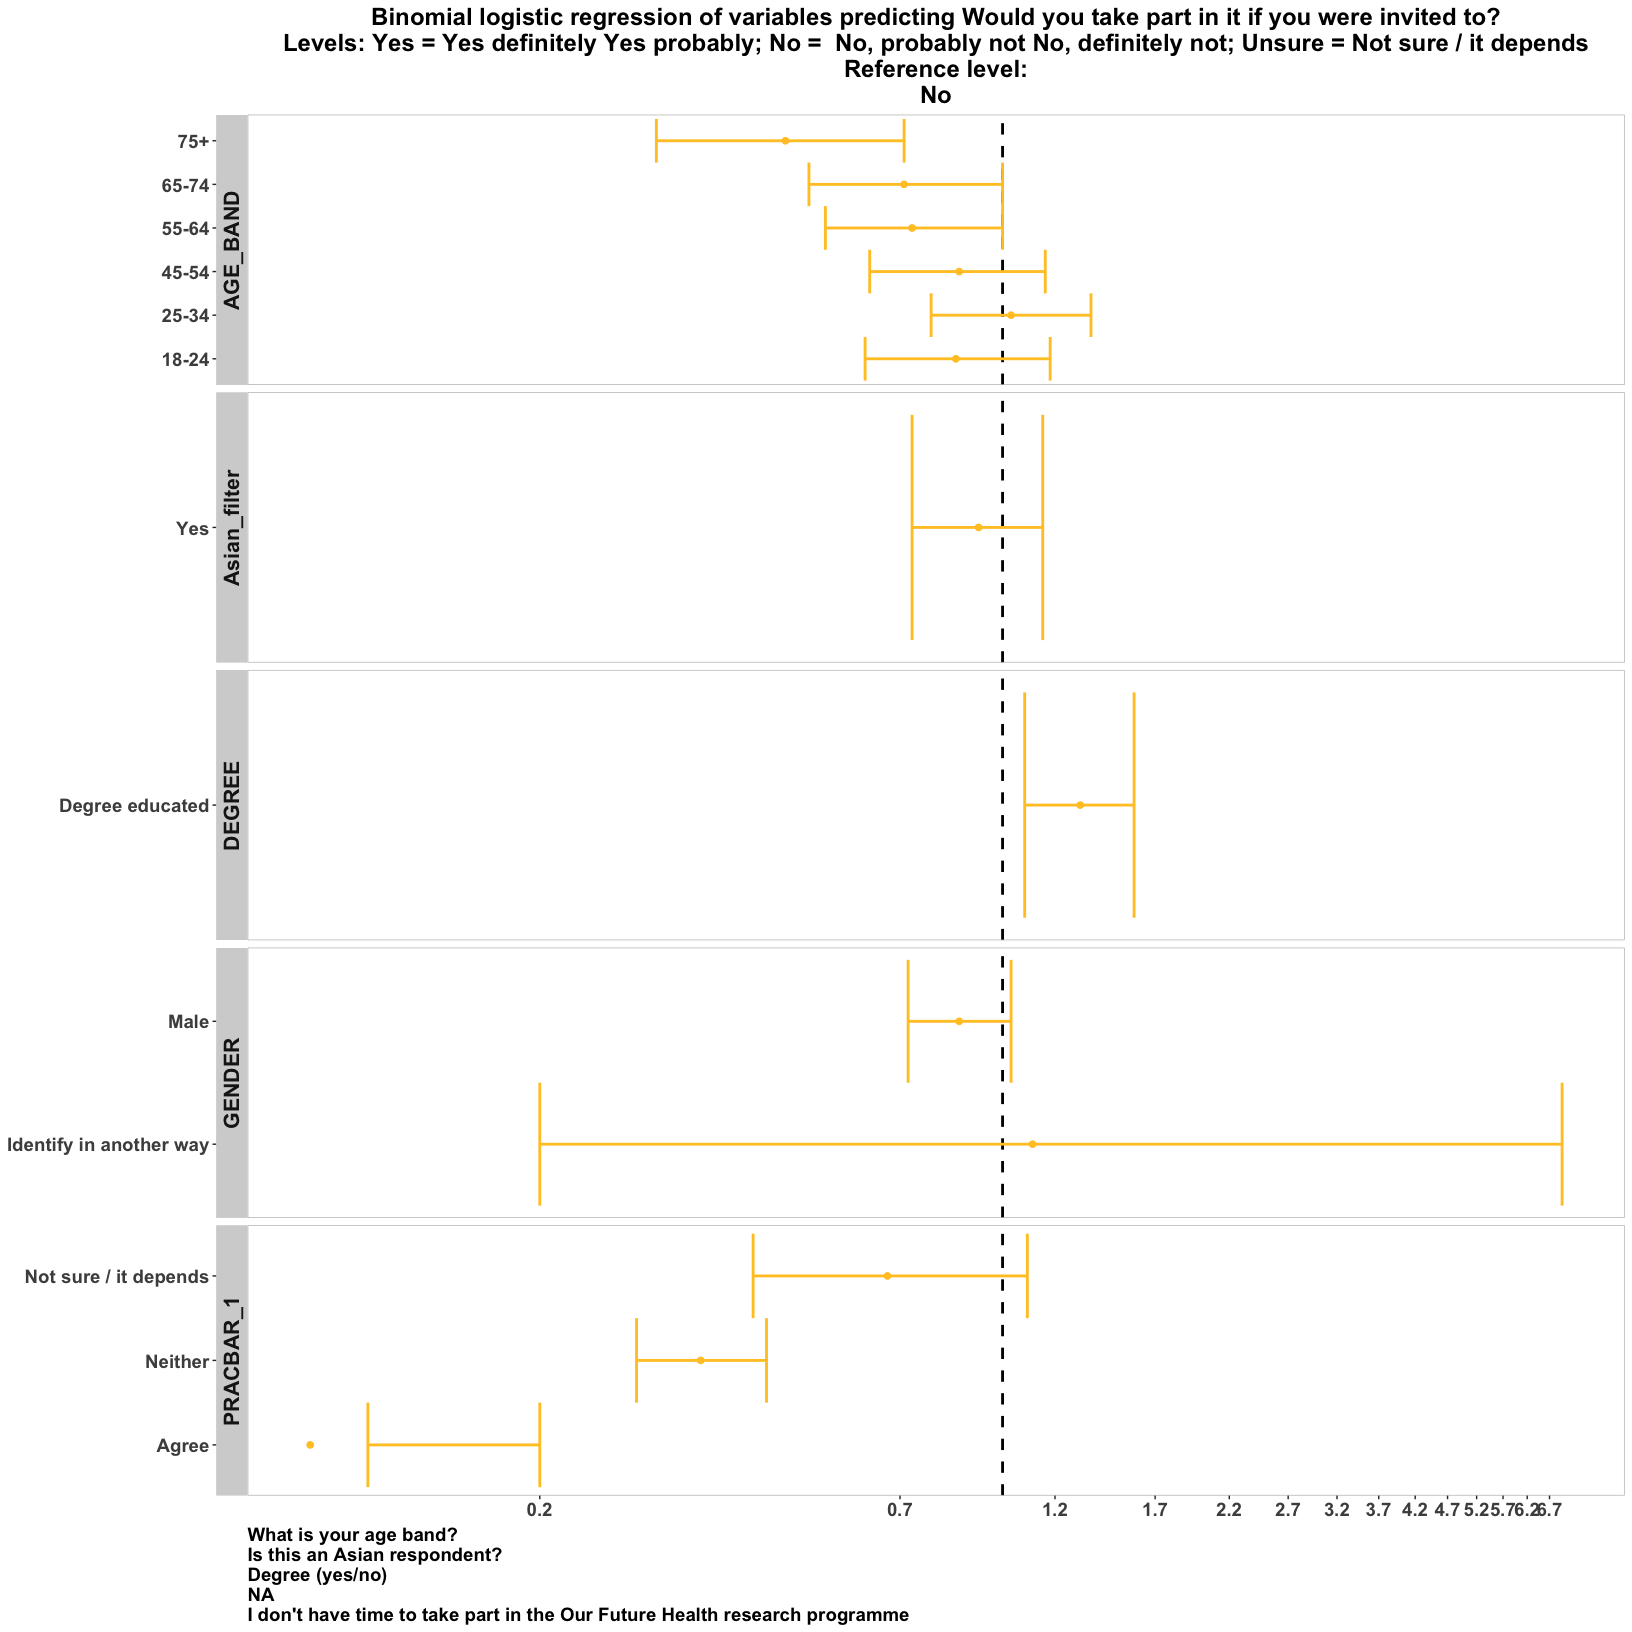 Binomial logistic regression of variables predicting Would you take part in it if you were invited to?
Levels: Yes = Yes definitely Yes probably; No =  No, probably not No, definitely not; Unsure = Not sure / it depends
Reference level:
No
AGE_BAND
75+
65-74
55-64
45-54
25-34
18-24
Asian_filter
Yes
DEGREE
Degree educated
GENDER
Male
Identify in another way
PRACBAR_1
Not sure / it depends
Neither
Agree
0.2 0.7 1.2 1.7 2.2 2.7 3.2 3.7 4.2 4.7 5.2 5.7 6.2 6.7
What is your age band?
Is this an Asian respondent?
Degree (yes/no)
NA
I don't have time to take part in the Our Future Health research programme